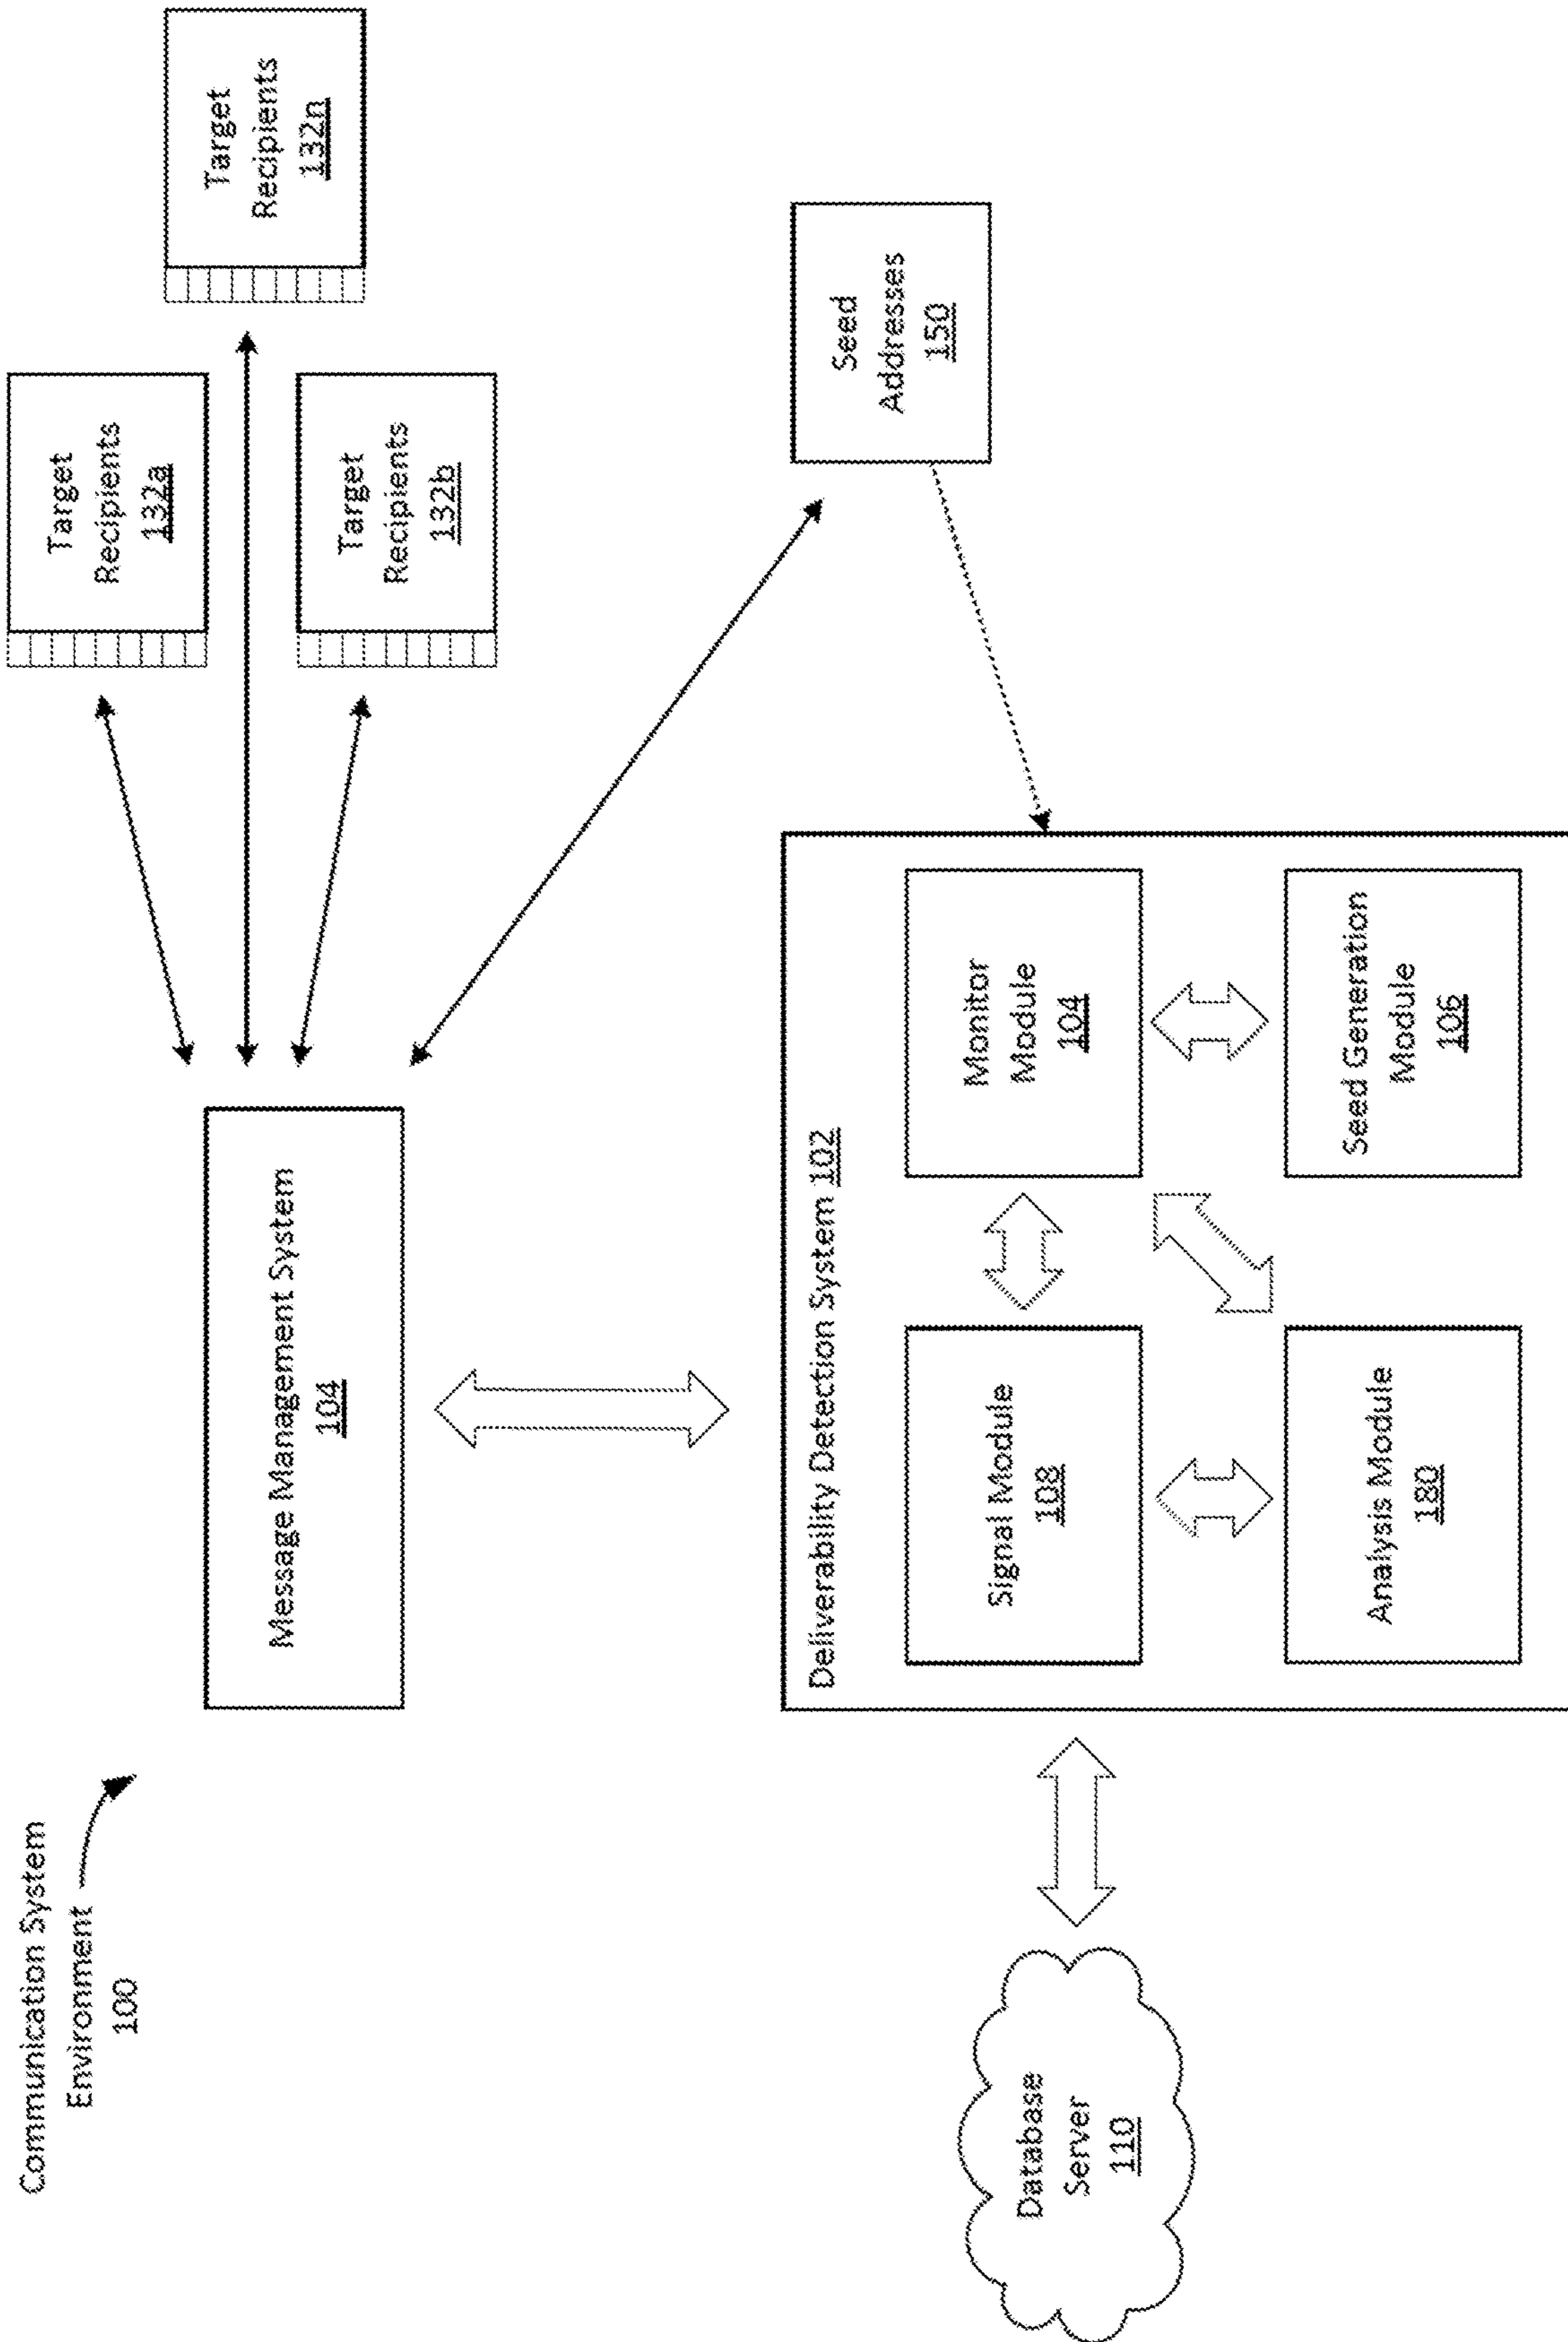 Communication System
Environment
100
Message Management System
104
Target
Recipients
132a
Target
Recipients
132b
Target
Recipients
132n
Seed
Addresses
150
Database
Server
110
Deliverability Detection System 102
Signal Module
108
Monitor
Module
104
Analysis Module
180
Seed Generation
Module
106